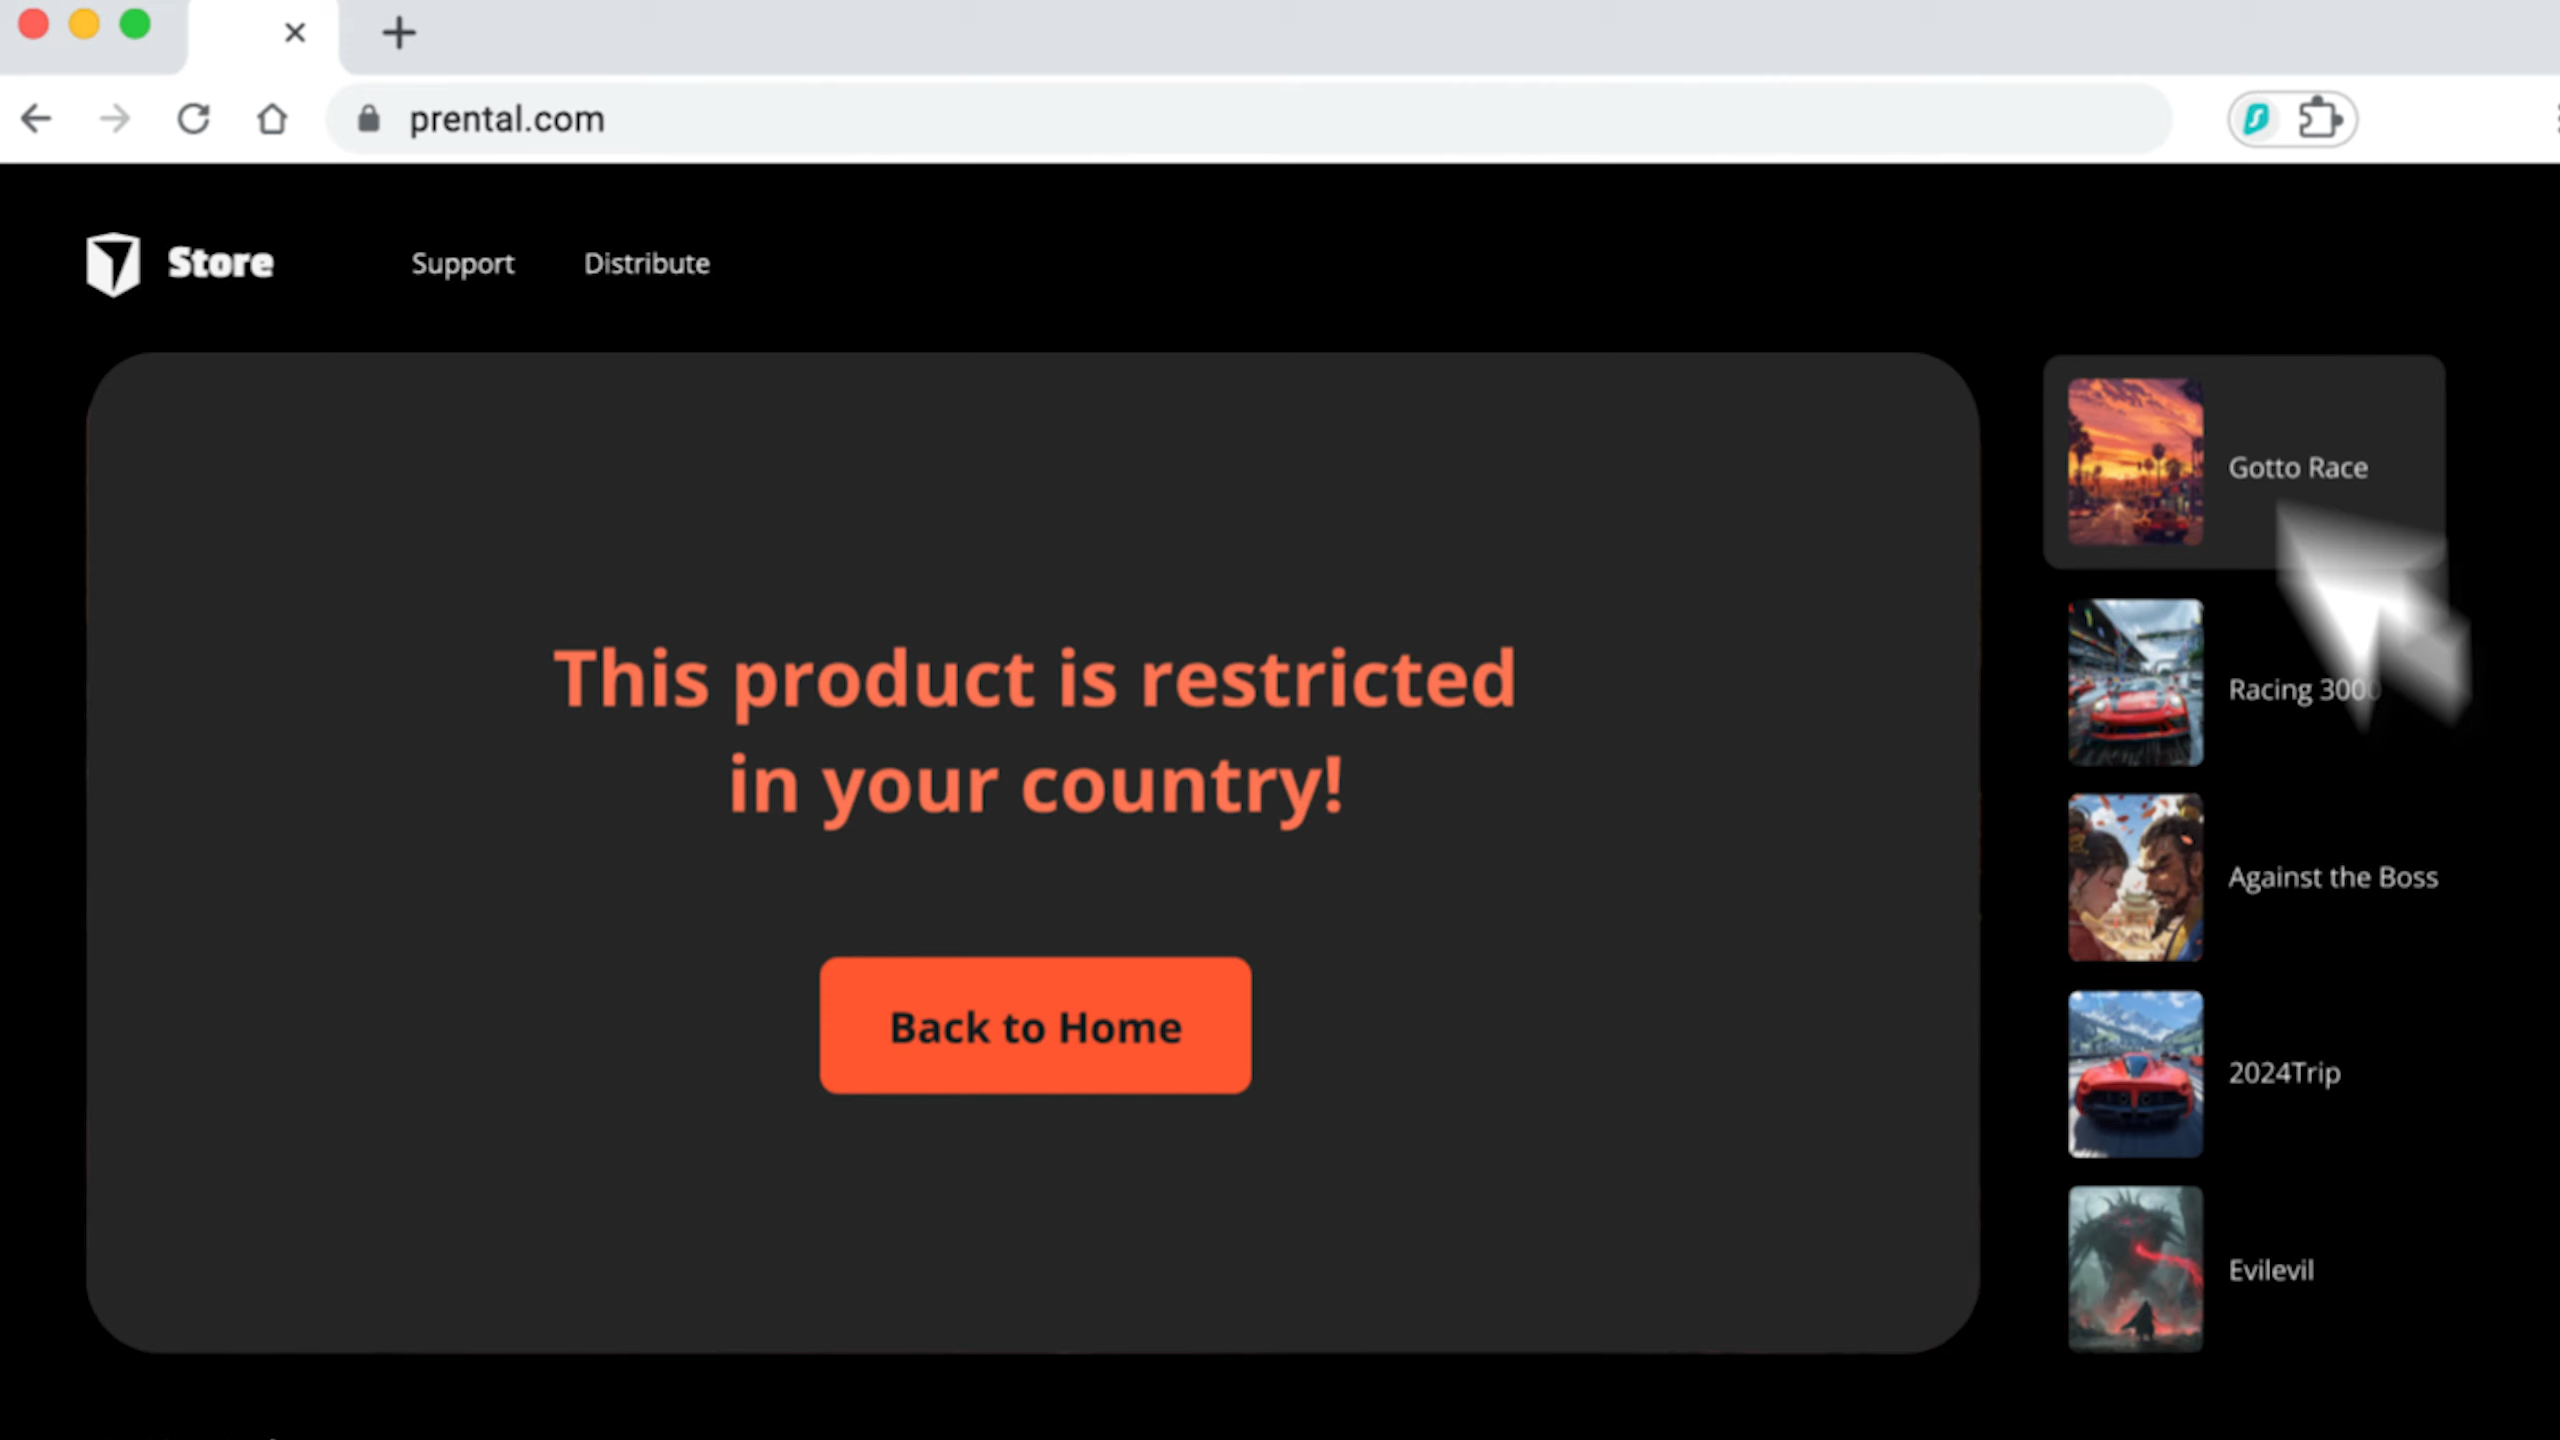 prental.com
Store
Support
Distribute
This product is restricted
in your country!
Back to Home
Gotto Race
Racing 3000
Against the Boss
2024Trip
Evilevil